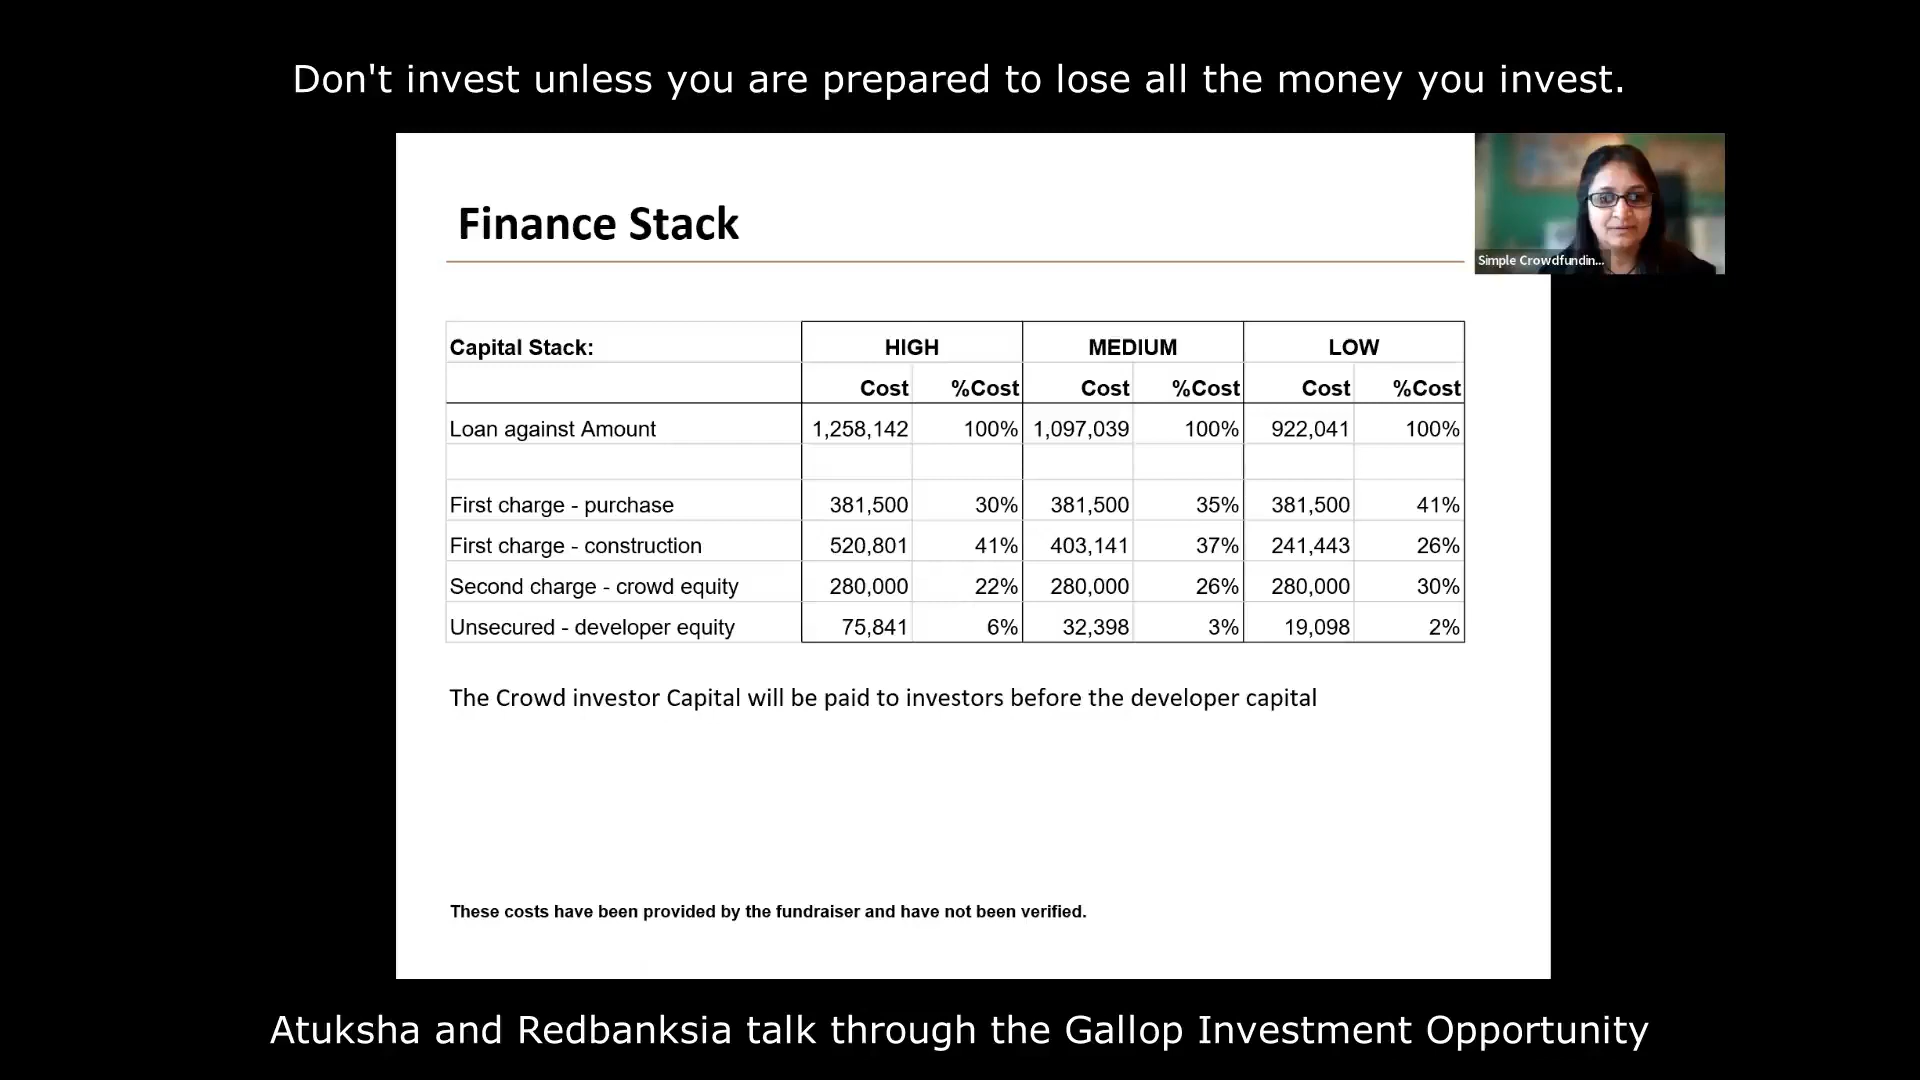 Don't invest unless you are prepared to lose all the money you invest.
Finance Stack
Simple Crowdfundin...
Capital Stack: HIGH MEDIUM LOW
Cost %Cost Cost %Cost Cost %Cost
Loan against Amount 1,258,142 100% 1,097,039 100% 922,041 100%
First charge - purchase 381,500 30% 381,500 35% 381,500 41%
First charge - construction 520,801 41% 403,141 37% 241,443 26%
Second charge - crowd equity 280,000 22% 280,000 26% 280,000 30%
Unsecured - developer equity 75,841 6% 32,398 3% 19,098 2%
The Crowd investor Capital will be paid to investors before the developer capital
These costs have been provided by the fundraiser and have not been verified.
Atuksha and Redbanksia talk through the Gallop Investment Opportunity